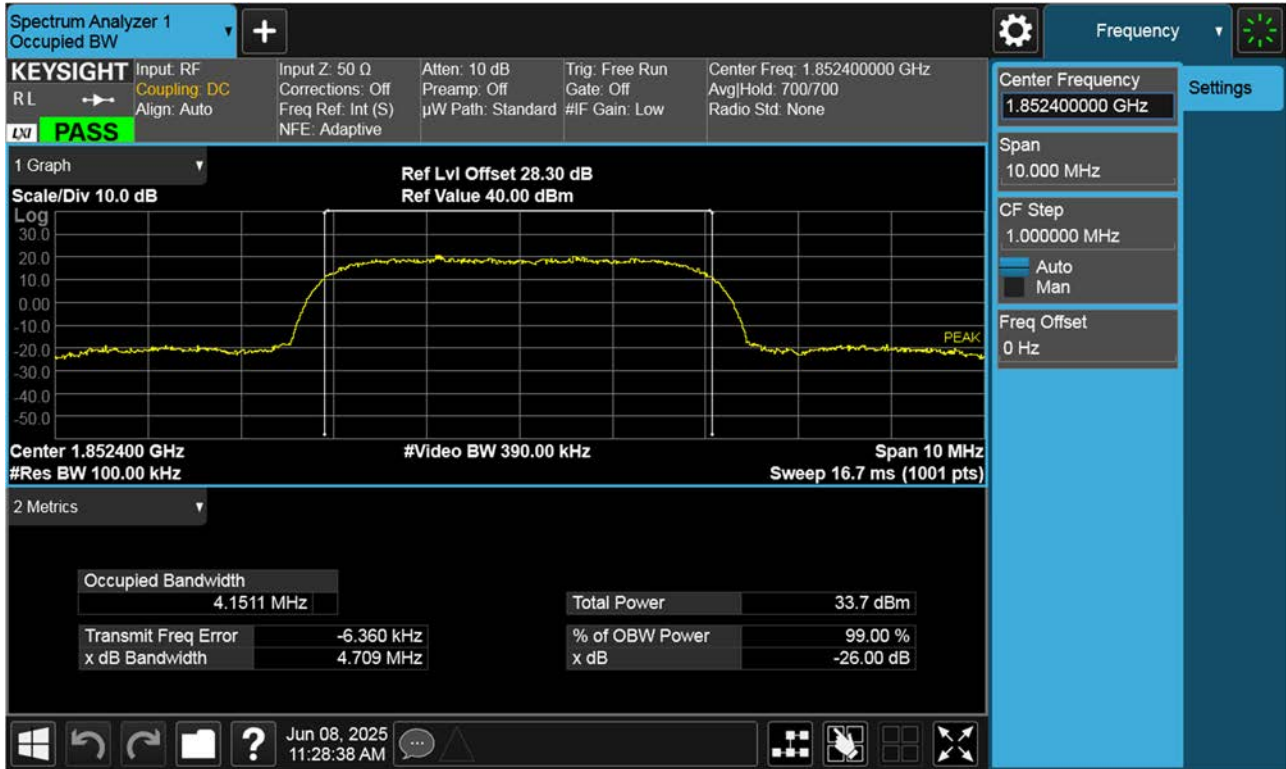 Spectrum Analyzer 1
Occupied BW
Frequency
KEYSIGHT
RL
LXI
PASS
Input: RF
Coupling: DC
Align: Auto
Input Z: 50 Ω
Corrections: Off
Freq Ref: Int (S)
NFE: Adaptive
Atten: 10 dB
Preamp: Off
µW Path: Standard
Trig: Free Run
Gate: Off
#IF Gain: Low
Center Freq: 1.852400000 GHz
Avg|Hold: 700/700
Radio Std: None
Center Frequency
1.852400000 GHz
Settings
Span
10.000 MHz
CF Step
1.000000 MHz
Auto
Man
Freq Offset
0 Hz
1 Graph
Scale/Div 10.0 dB
Ref Lvl Offset 28.30 dB
Ref Value 40.00 dBm
Log
30.0
20.0
10.0
0.00
-10.0
-20.0
-30.0
-40.0
-50.0
PEAK
Center 1.852400 GHz
#Video BW 390.00 kHz
Span 10 MHz
#Res BW 100.00 kHz
Sweep 16.7 ms (1001 pts)
2 Metrics
Occupied Bandwidth
4.1511 MHz
Total Power 33.7 dBm
Transmit Freq Error -6.360 kHz
% of OBW Power 99.00 %
x dB Bandwidth 4.709 MHz
x dB -26.00 dB
?
Jun 08, 2025
11:28:38 AM